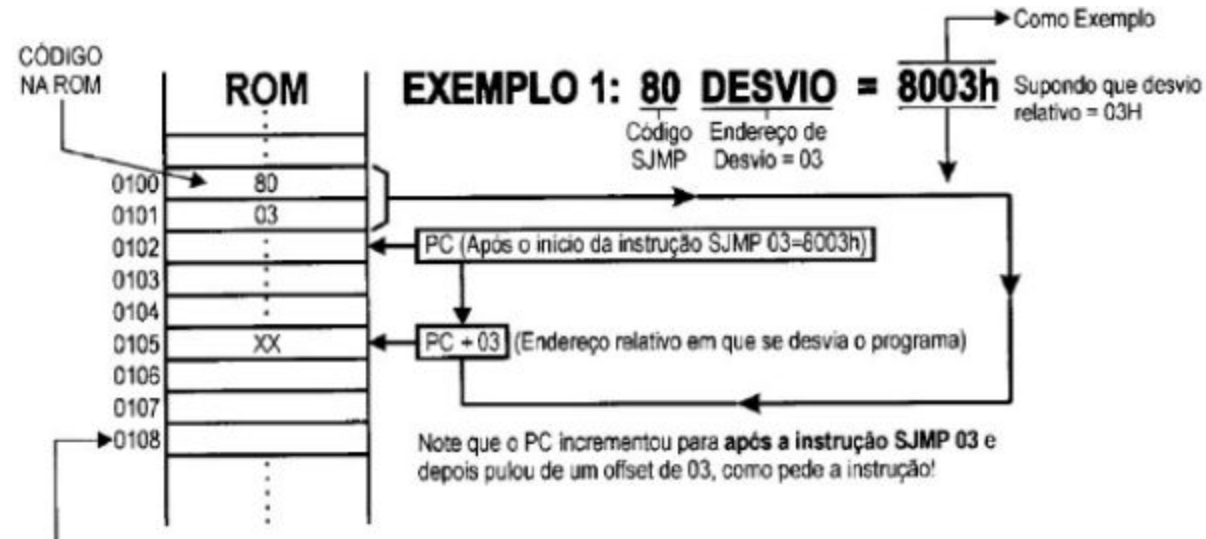 Como Exemplo
CÓDIGO
NA ROM
ROM
EXEMPLO 1: 80 DESVIO = 8003h
Supondo que desvio
relativo = 03H
Código
SJMP
Endereço de
Desvio = 03
0100 80
0101 03
0102
PC (Após o inicio da instrução SJMP 03=8003h)
0103
0104
0105 XX
PC + 03 (Endereço relativo em que se desvia o programa)
0106
0107
0108
Note que o PC incrementou para após a instrução SJMP 03 e
depois pulou de um offset de 03, como pede a instrução!